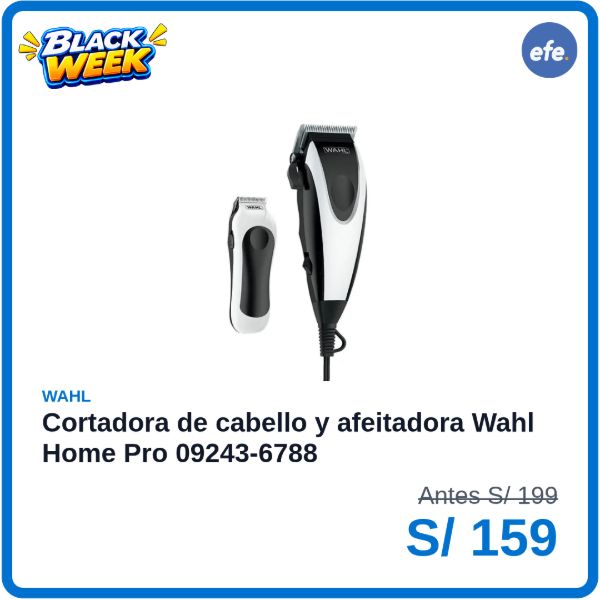 BLACK
WEEK
efe.
WAHL
WAHL
WAHL
Cortadora de cabello y afeitadora Wahl
Home Pro 09243-6788
Antes S/ 199
S/ 159